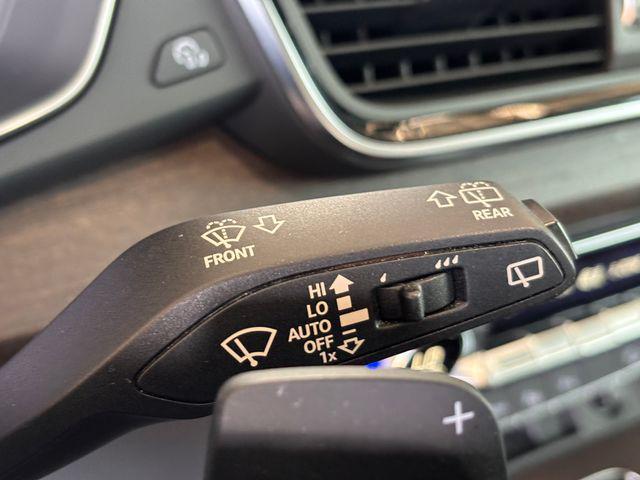 FRONT
REAR
HI
LO
AUTO
OFF
1x
+